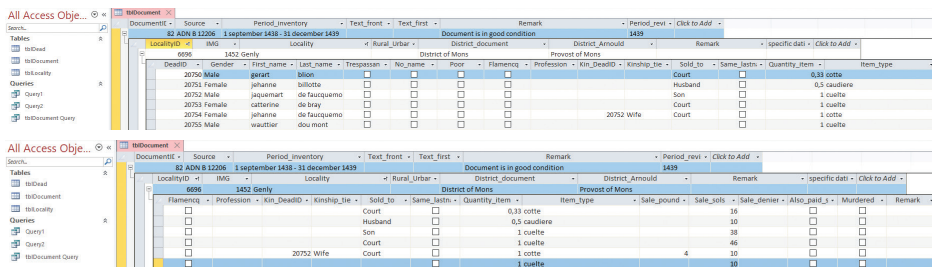 All Access Obje...
tblDocument
Search...
Tables
tblDead
tblDocument
tblLocality
Queries
Query1
Query2
tblDocument Query
DocumentIE Source Period_inventory Text_front Text_first Remark Period_revi Click to Add
82 ADN B 12206 1 september 1438 - 31 december 1439 Document is in good condition 1439
LocalityID IMG Locality Rural_Urbar District_document District_Arnould Remark specific dati Click to Add
6696 1452 Genly District of Mons Provost of Mons
DeadID Gender First_name Last_name Trespassan No_name Poor Flamencq Profession Kin_DeadID Kinship_tie Sold_to Same_lastn Quantity_item Item_type
20750 Male gerart blion Court 0,33 cotte
20751 Female jehanne billotte Husband 0,5 caudiere
20752 Male jaquemart de faucquemo Son 1 cuelte
20753 Female catterine de bray Court 1 cuelte
20754 Female jehanne de faucquemo 20752 Wife Court 1 cotte
20755 Male wauttier dou mont 1 cuelte
All Access Obje...
tblDocument
Search...
Tables
tblDead
tblDocument
tblLocality
Queries
Query1
Query2
tblDocument Query
DocumentIE Source Period_inventory Text_front Text_first Remark Period_revi Click to Add
82 ADN B 12206 1 september 1438 - 31 december 1439 Document is in good condition 1439
LocalityID IMG Locality Rural_Urbar District_document District_Arnould Remark specific dati Click to Add
6696 1452 Genly District of Mons Provost of Mons
Flamencq Profession Kin_DeadID Kinship_tie Sold_to Same_lastn Quantity_item Item_type Sale_pound Sale_sols Sale_denier Also_paid_s Murdered Remark
Court 0,33 cotte 16
Husband 0,5 caudiere 10
Son 1 cuelte 38
Court 1 cuelte 46
20752 Wife Court 1 cotte 4 10
1 cuelte 10